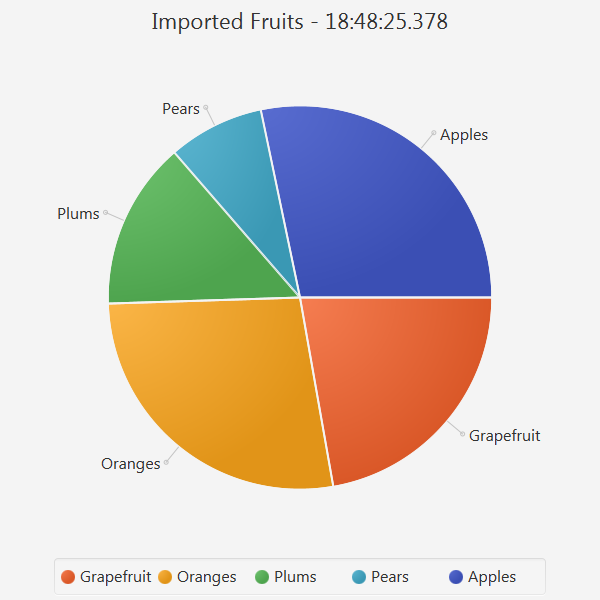 Imported Fruits - 18:48:25.378
Pears
Apples
Plums
Grapefruit
Oranges
Grapefruit Oranges Plums Pears Apples